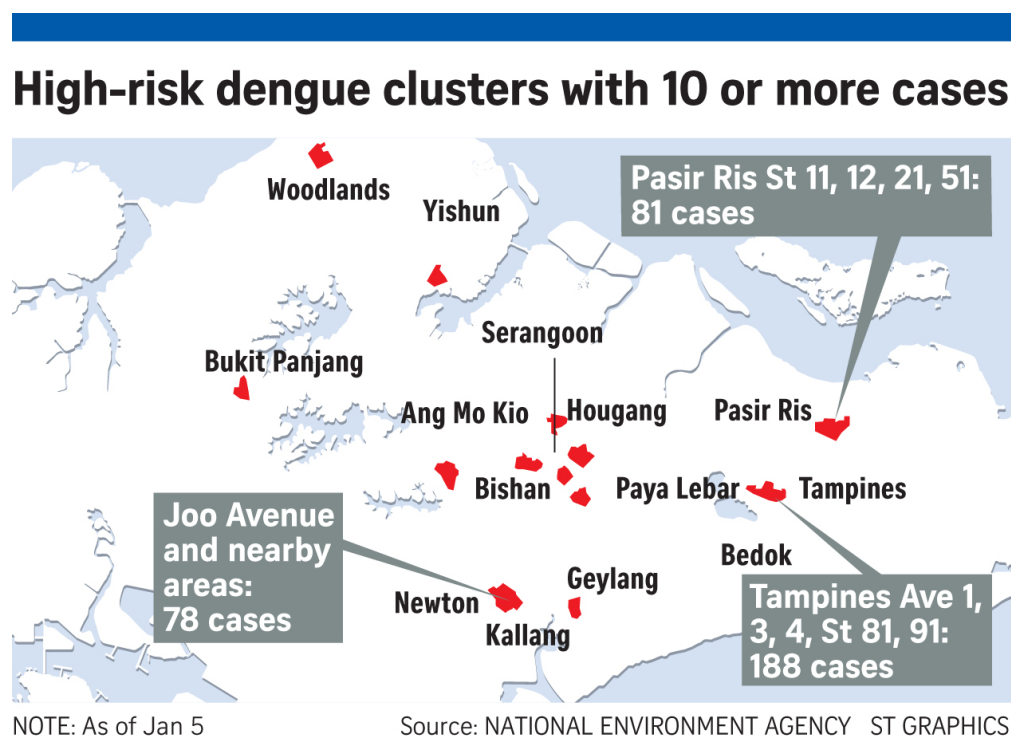 High-risk dengue clusters with 10 or more cases
Woodlands
Yishun
Pasir Ris St 11, 12, 21, 51:
81 cases
Serangoon
Bukit Panjang
Ang Mo Kio
Hougang
Pasir Ris
Bishan
Paya Lebar
Tampines
Joo Avenue
and nearby
areas:
78 cases
Bedok
Newton
Geylang
Kallang
Tampines Ave 1,
3, 4, St 81, 91:
188 cases
NOTE: As of Jan 5
Source: NATIONAL ENVIRONMENT AGENCY ST GRAPHICS